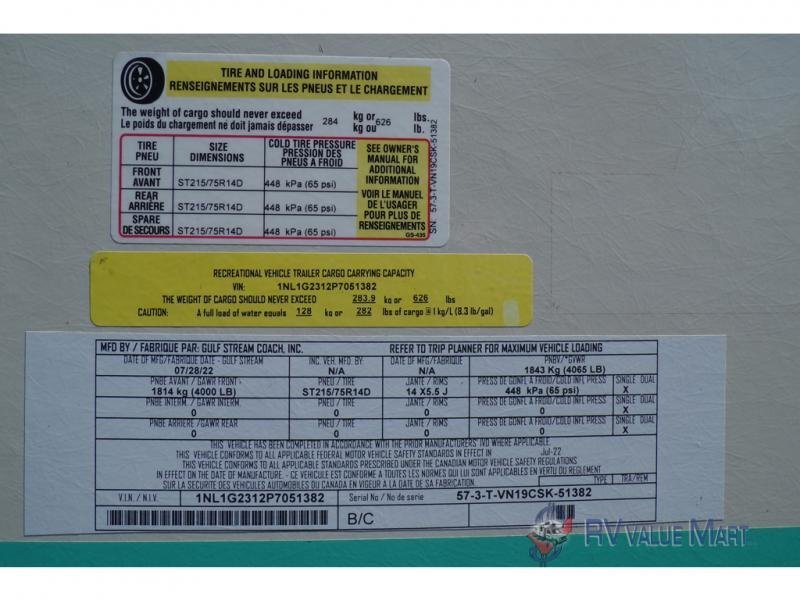 TIRE AND LOADING INFORMATION
RENSEIGNEMENTS SUR LES PNEUS ET LE CHARGEMENT
The weight of cargo should never exceed 284 kg or 626 lbs.
Le poids du chargement ne doit jamais dépasser kg ou lb.
TIRE PNEU SIZE DIMENSIONS COLD TIRE PRESSURE PRESSION DES PNEUS A FROID
FRONT AVANT ST215/75R14D 448 kPa (65 psi)
REAR ARRIÈRE ST215/75R14D 448 kPa (65 psi)
SPARE DE SECOURS ST215/75R14D 448 kPa (65 psi)
SEE OWNER'S
MANUAL FOR
ADDITIONAL
INFORMATION
VOIR LE MANUEL
DE L'USAGER
POUR PLUS DE
RENSEIGNEMENTS
GS-435
S/N: 57-3-T-VN19CSK-51382
RECREATIONAL VEHICLE TRAILER CARGO CARRYING CAPACITY
VIN: 1NL1G2312P7051382
THE WEIGHT OF CARGO SHOULD NEVER EXCEED 283.9 kg or 626 lbs
CAUTION: A full load of water equals 128 kg or 282 lbs of cargo @ 1 kg/L (8.3 lb/gal)
MFD BY / FABRIQUE PAR: GULF STREAM COACH, INC. REFER TO TRIP PLANNER FOR MAXIMUM VEHICLE LOADING
DATE OF MFG/FABRIQUE DATE - GULF STREAM INC. VEH. MFD. BY DATE OF MFG/FABRIQUE PNBV/*GVWR
07/28/22 N/A N/A 1843 Kg (4065 LB)
PNBE AVANT / GAWR FRONT PNEU / TIRE JANTE / RIMS PRESS DE GONFL A FROID/COLD INFL PRESS SINGLE DUAL
1814 kg (4000 LB) ST215/75R14D 14 X5.5 J 448 kPa (65 psi) X
PNBE INTERM. / GAWR INTERM. PNEU / TIRE JANTE / RIMS PRESS DE GONFL A FROID/COLD INFL PRESS SINGLE DUAL
0 0 0 0 X
PNBE ARRIERE / GAWR REAR PNEU / TIRE JANTE / RIMS PRESS DE GONFL A FROID/COLD INFL PRESS SINGLE DUAL
0 0 0 0 X
THIS VEHICLE HAS BEEN COMPLETED IN ACCORDANCE WITH THE PRIOR MANUFACTURERS' IVD WHERE APPLICABLE.
THIS VEHICLE CONFORMS TO ALL APPLICABLE FEDERAL MOTOR VEHICLE SAFETY STANDARDS IN EFFECT IN Jul-22
THIS VEHICLE CONFORMS TO ALL APPLICABLE STANDARDS PRESCRIBED UNDER THE CANADIAN MOTOR VEHICLE SAFETY REGULATIONS
IN EFFECT ON THE DATE OF MANUFACTURE - CE VEHICULE EST CONFORME A TOUTES LES NORMES QUI LUI SONT APPLICABLES EN VERTU DU REGLEMENT
SUR LA SECURITE DES VEHICULES AUTOMOBILES DU CANADA EN VIGUEUR A LA DATE DE SA FABRICATION. TYPE TRA/REM
V.I.N. / N.I.V. 1NL1G2312P7051382 Serial No / No de serie 57-3-T-VN19CSK-51382
B/C
RV VALUE MART